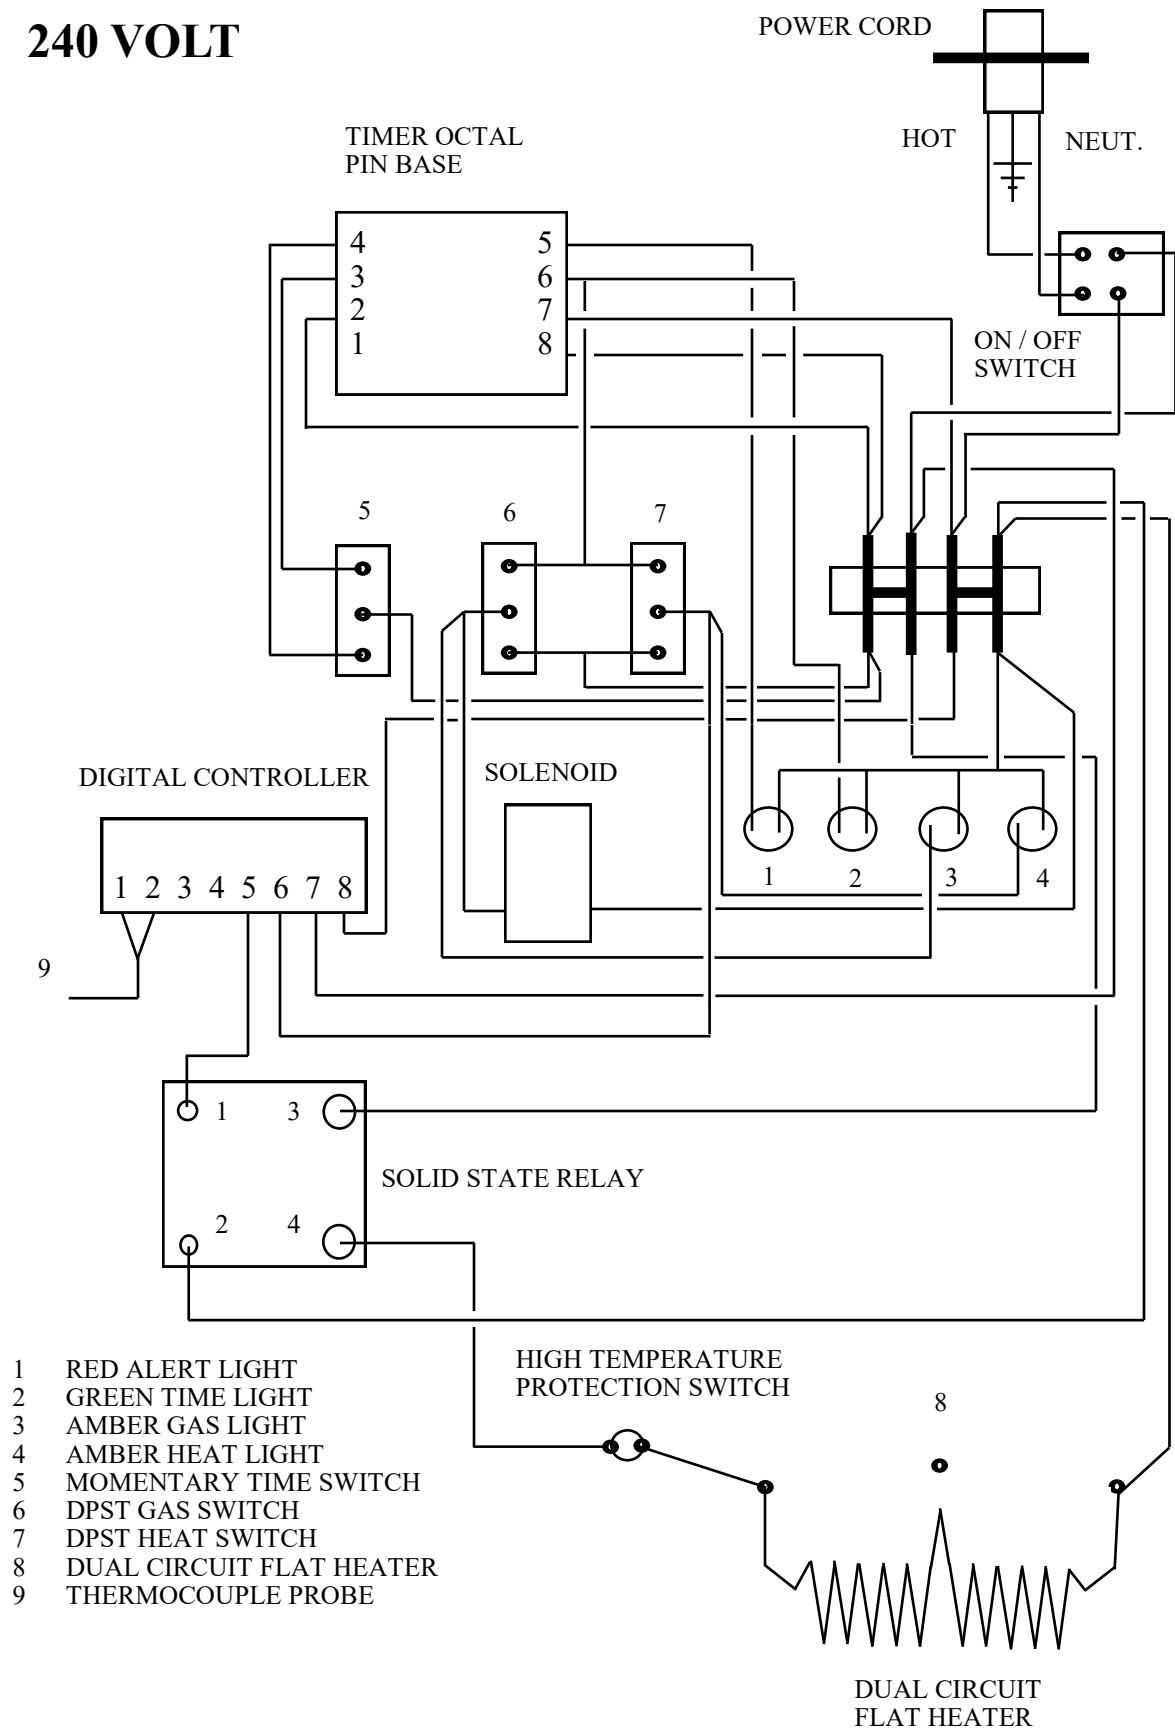 240 VOLT
POWER CORD
HOT
NEUT.
TIMER OCTAL
PIN BASE
4 5
3 6
2 7
1 8
ON / OFF
SWITCH
5 6 7
DIGITAL CONTROLLER
SOLENOID
1 2 3 4 5 6 7 8
1 2 3 4
9
1 3
SOLID STATE RELAY
2 4
1 RED ALERT LIGHT
2 GREEN TIME LIGHT
3 AMBER GAS LIGHT
4 AMBER HEAT LIGHT
5 MOMENTARY TIME SWITCH
6 DPST GAS SWITCH
7 DPST HEAT SWITCH
8 DUAL CIRCUIT FLAT HEATER
9 THERMOCOUPLE PROBE
HIGH TEMPERATURE
PROTECTION SWITCH
8
DUAL CIRCUIT
FLAT HEATER